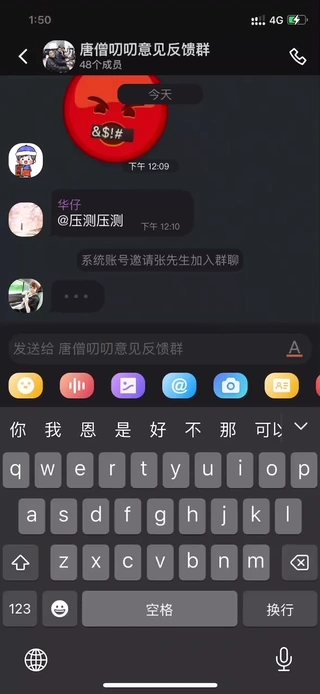 1:50
4G
唐僧叨叨意见反馈群
48个成员
今天
&$!#
下午 12:09
华仔
@压测压测
下午 12:10
系统账号邀请张先生加入群聊
发送给 唐僧叨叨意见反馈群
A
你 我 恩 是 好 不 那 可以
q w e r t y u i o p
a s d f g h j k l
z x c v b n m
123 空格 换行